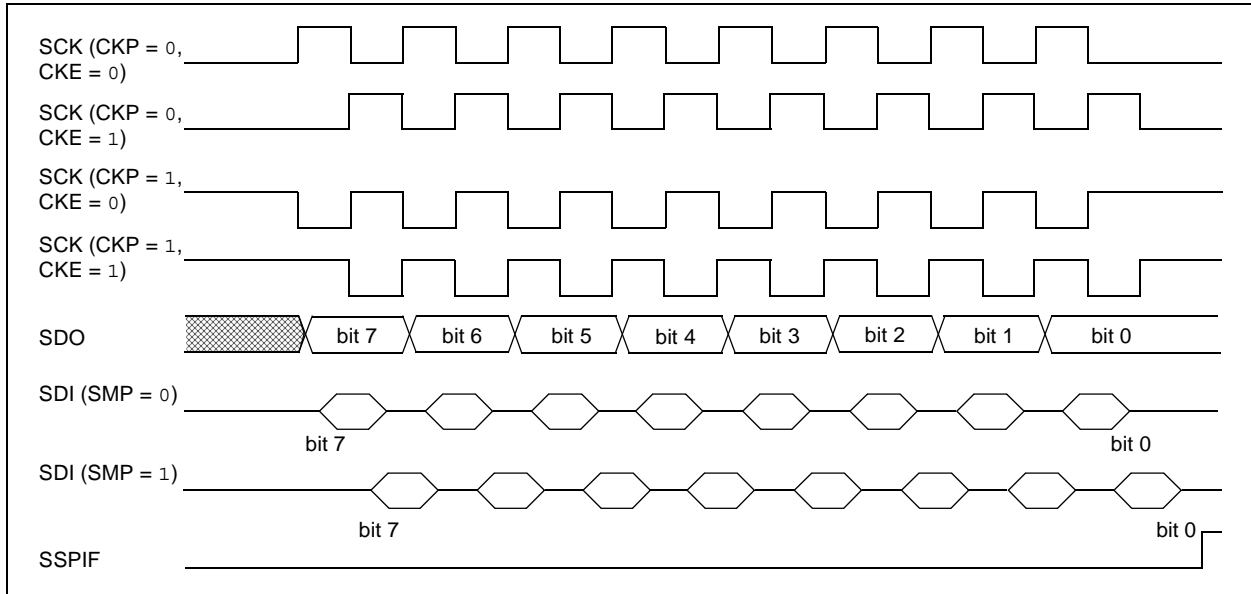 SCK (CKP = 0,
CKE = 0)
SCK (CKP = 0,
CKE = 1)
SCK (CKP = 1,
CKE = 0)
SCK (CKP = 1,
CKE = 1)
SDO bit 7 bit 6 bit 5 bit 4 bit 3 bit 2 bit 1 bit 0
SDI (SMP = 0)
bit 7 bit 0
SDI (SMP = 1)
bit 7 bit 0
SSPIF